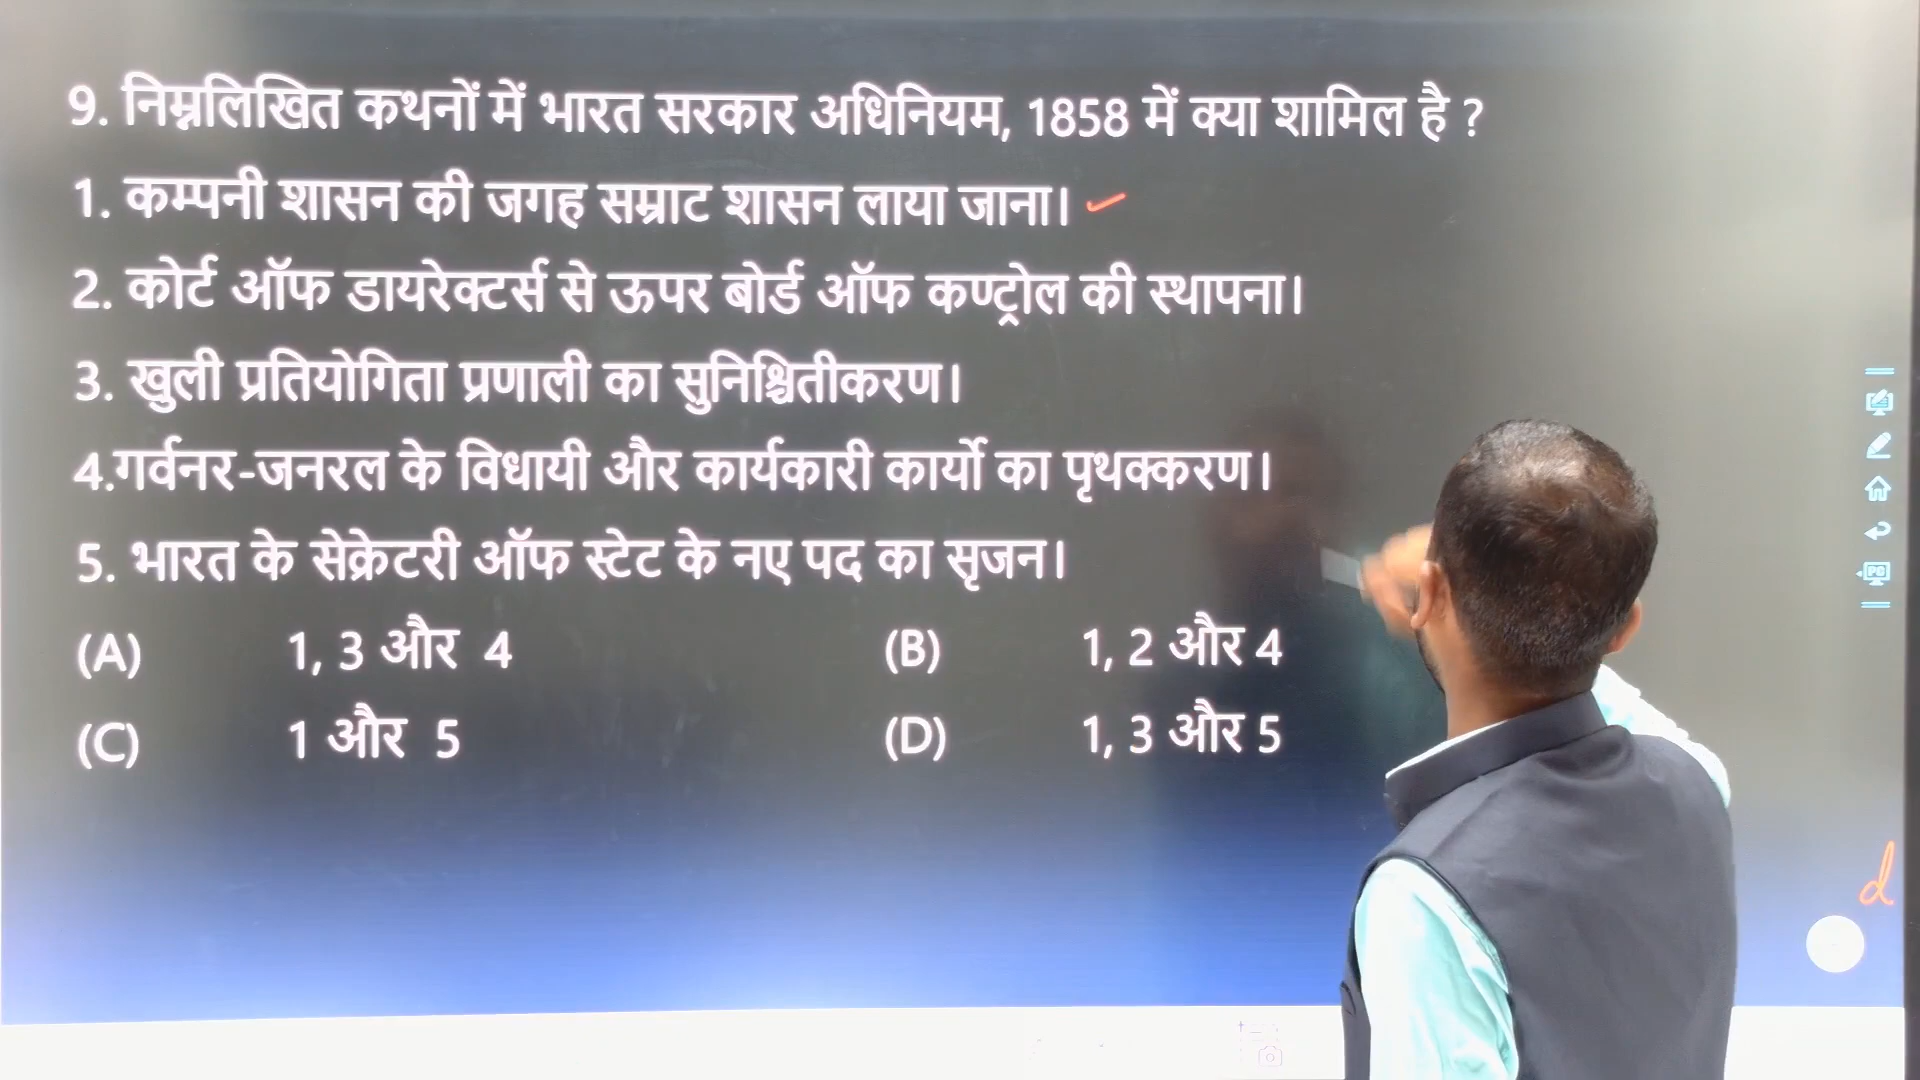 9. निम्नलिखित कथनों में भारत सरकार अधिनियम, 1858 में क्या शामिल है ?
1. कम्पनी शासन की जगह सम्राट शासन लाया जाना।
2. कोर्ट ऑफ डायरेक्टर्स से ऊपर बोर्ड ऑफ कण्ट्रोल की स्थापना।
3. खुली प्रतियोगिता प्रणाली का सुनिश्चितीकरण।
4.गर्वनर-जनरल के विधायी और कार्यकारी कार्यो का पृथक्करण।
5. भारत के सेक्रेटरी ऑफ स्टेट के नए पद का सृजन।
(A) 1, 3 और 4 (B) 1, 2 और 4
(C) 1 और 5 (D) 1, 3 और 5
PC
d